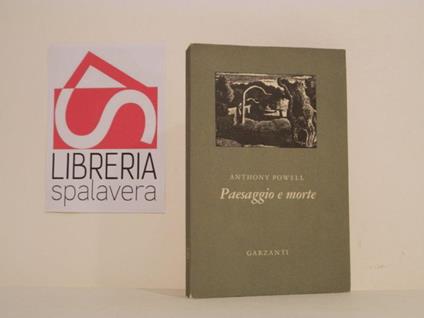 LIBRERIA
spalavera
ANTHONY POWELL
Paesaggio e morte
GARZANTI